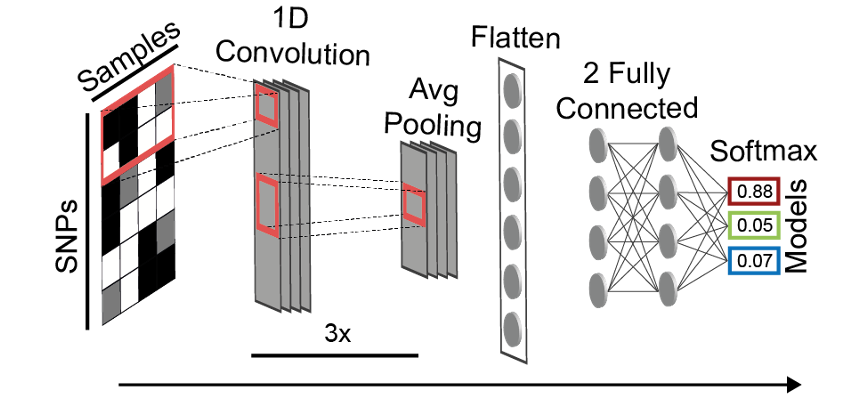 Samples
SNPs
1D
Convolution
Avg
Pooling
3x
Flatten
2 Fully
Connected
Softmax
0.88
0.05
0.07
Models